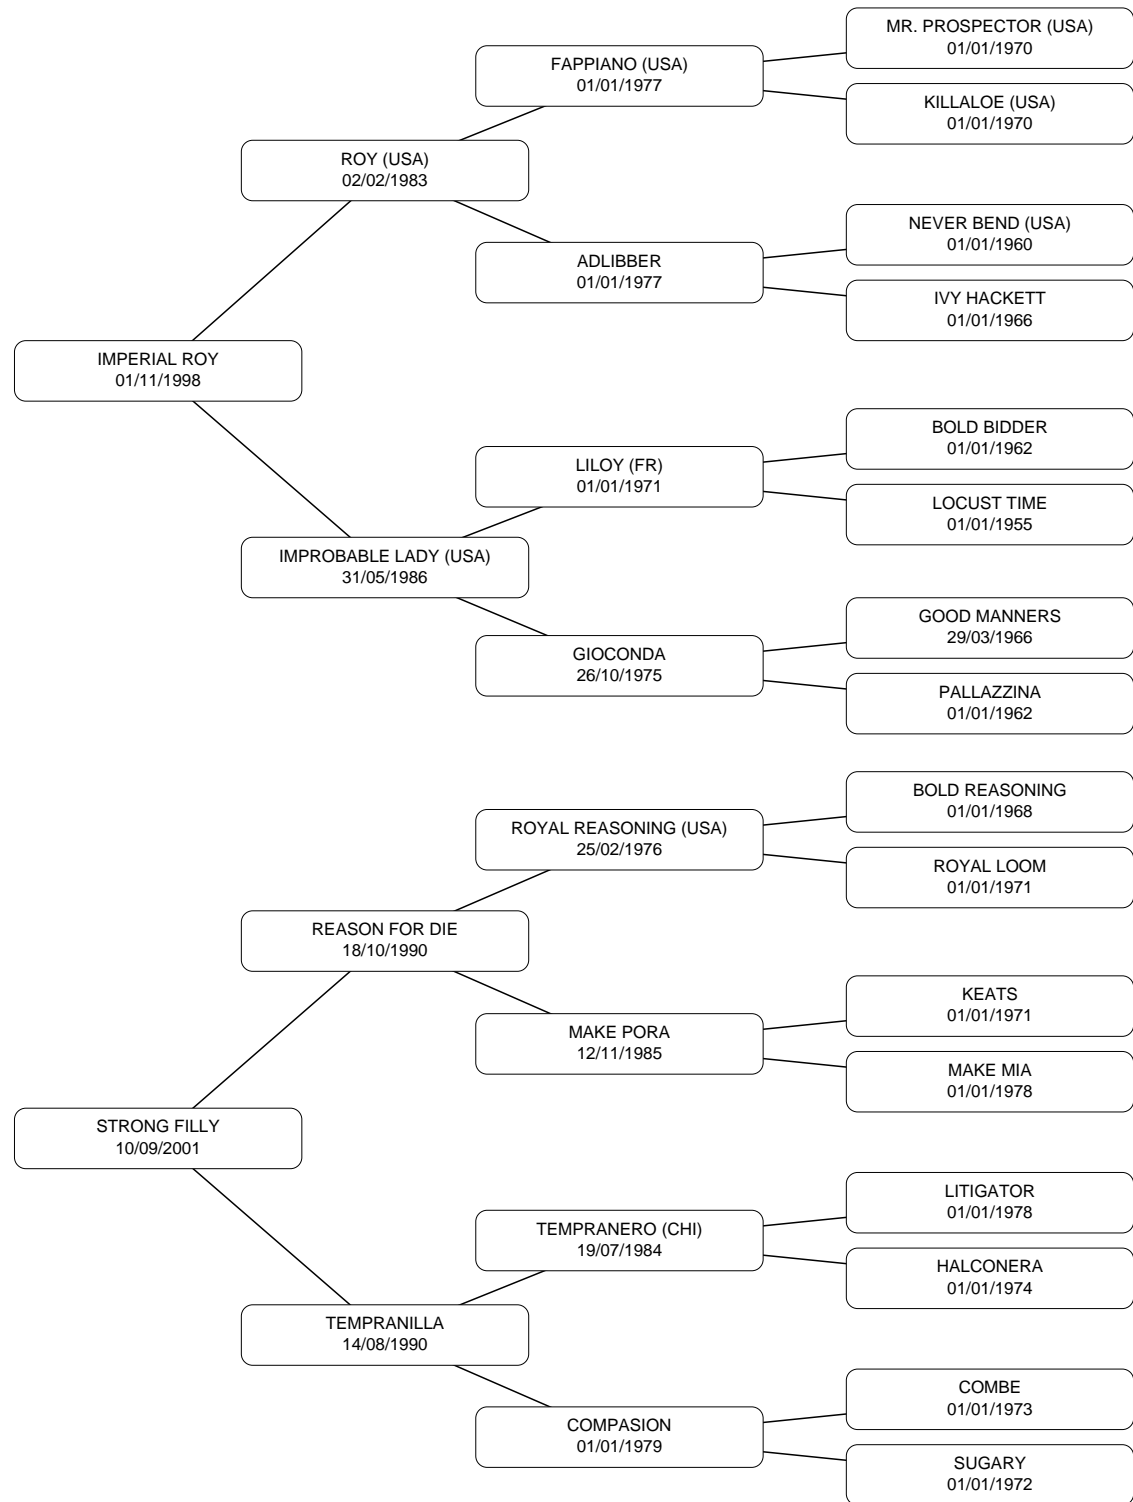 MR. PROSPECTOR (USA)
01/01/1970
FAPPIANO (USA)
01/01/1977
KILLALOE (USA)
01/01/1970
ROY (USA)
02/02/1983
NEVER BEND (USA)
01/01/1960
ADLIBBER
01/01/1977
IVY HACKETT
01/01/1966
IMPERIAL ROY
01/11/1998
BOLD BIDDER
01/01/1962
LILOY (FR)
01/01/1971
LOCUST TIME
01/01/1955
IMPROBABLE LADY (USA)
31/05/1986
GOOD MANNERS
29/03/1966
GIOCONDA
26/10/1975
PALLAZZINA
01/01/1962
BOLD REASONING
01/01/1968
ROYAL REASONING (USA)
25/02/1976
ROYAL LOOM
01/01/1971
REASON FOR DIE
18/10/1990
KEATS
01/01/1971
MAKE PORA
12/11/1985
MAKE MIA
01/01/1978
STRONG FILLY
10/09/2001
LITIGATOR
01/01/1978
TEMPRANERO (CHI)
19/07/1984
HALCONERA
01/01/1974
TEMPRANILLA
14/08/1990
COMBE
01/01/1973
COMPASION
01/01/1979
SUGARY
01/01/1972